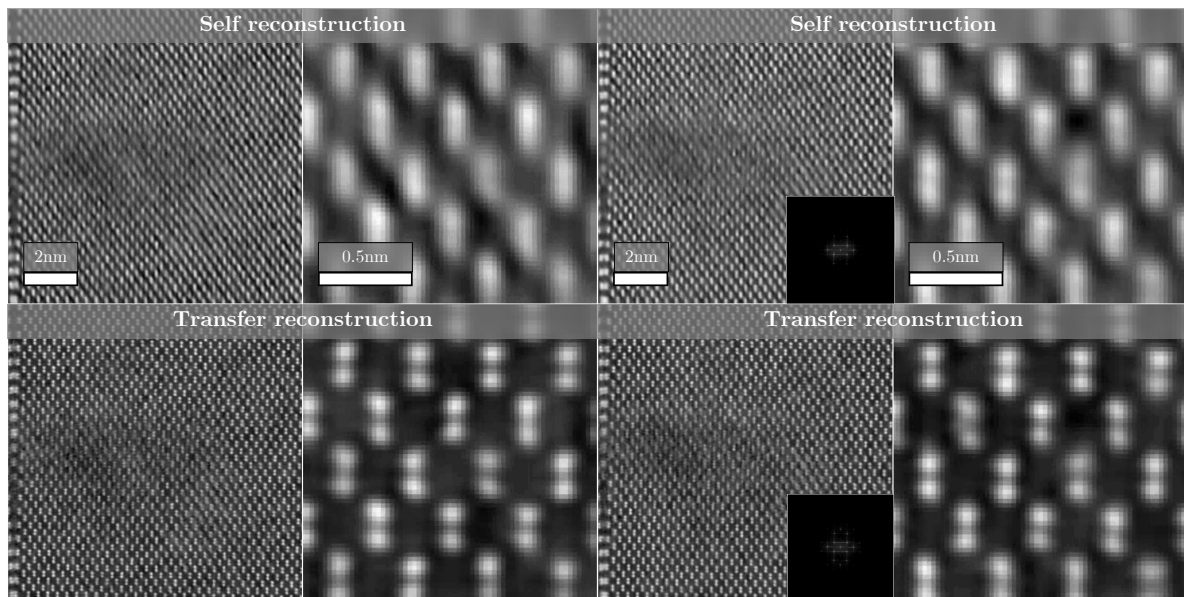 Self reconstruction
Self reconstruction
2nm
0.5nm
2nm
0.5nm
Transfer reconstruction
Transfer reconstruction